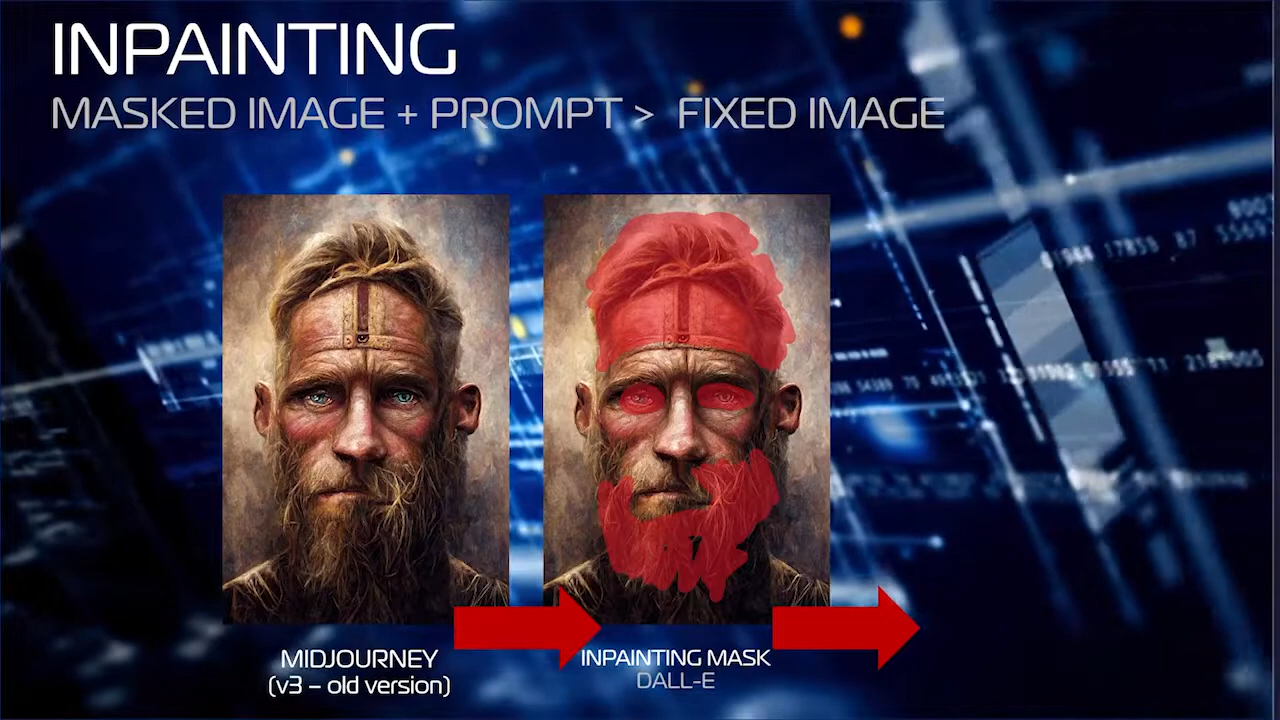 INPAINTING
MASKED IMAGE + PROMPT > FIXED IMAGE
MIDJOURNEY
(v3 – old version)
INPAINTING MASK
DALL-E